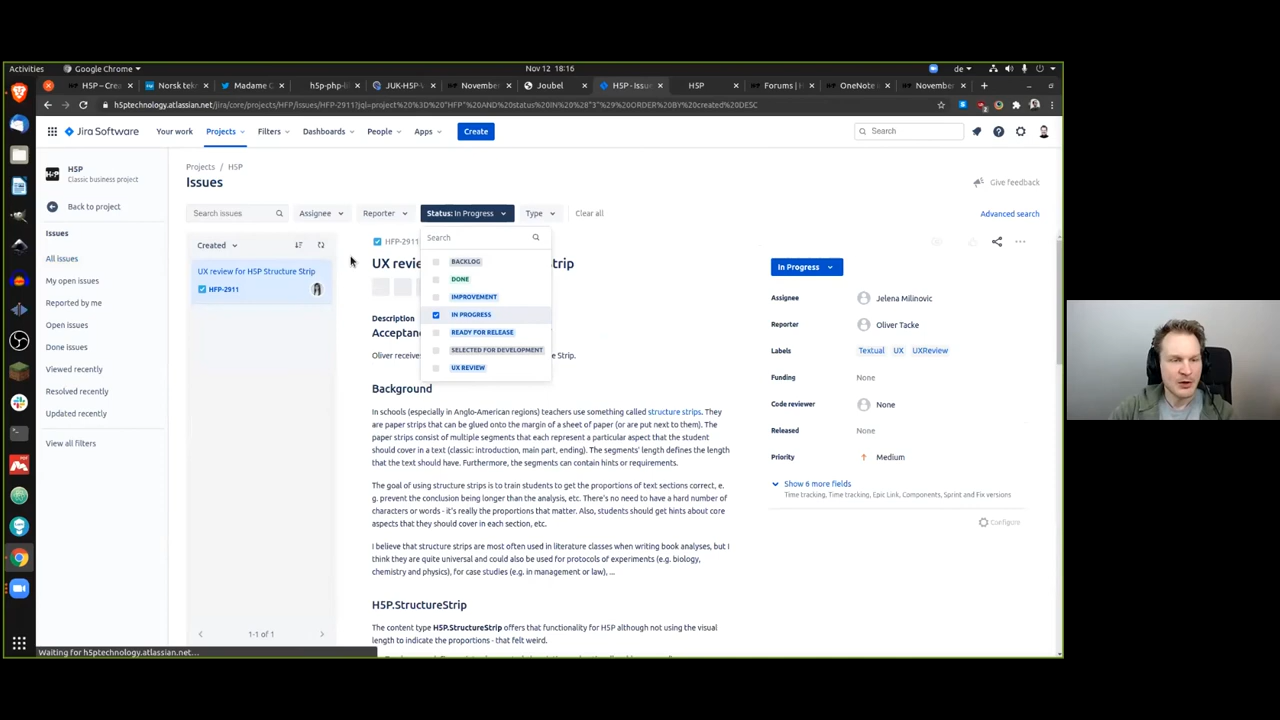 Activities
Google Chrome
Nov 12 18:16
de
H5P – Crea
Norsk tekn
Madame C
h5p-php-li
JUK-H5P-
November
Joubel
H5P - Issu
H5P
Forums | H
OneNote
November
h5ptechnology.atlassian.net/jira/core/projects/HFP/issues/HFP-2911?jql=project%20%3D%20"HFP"%20AND%20status%20IN%20%28"3"%29%20ORDER%20BY%20created%20DESC
Jira Software
Your work
Projects
Filters
Dashboards
People
Apps
Create
Search
H5P
Classic business project
Back to project
Issues
All issues
My open issues
Reported by me
Open issues
Done issues
Viewed recently
Resolved recently
Updated recently
View all filters
Projects / H5P
Issues
Give feedback
Search issues
Assignee
Reporter
Status: In Progress
Type
Clear all
Advanced search
Created
UX review for H5P Structure Strip
HFP-2911
1-1 of 1
Search
BACKLOG
DONE
IMPROVEMENT
IN PROGRESS
READY FOR RELEASE
SELECTED FOR DEVELOPMENT
UX REVIEW
HFP-2911
UX revie
trip
Description
Acceptan
Oliver receives
e Strip.
Background
In schools (especially in Anglo-American regions) teachers use something called structure strips. They
are paper strips that can be glued onto the margin of a sheet of paper (or are put next to them). The
paper strips consist of multiple segments that each represent a particular aspect that the student
should cover in a text (classic: introduction, main part, ending). The segments' lengths defines the length
that the text should have. Furthermore, the segments can contain hints or requirements.
The goal of using structure strips is to train students to get the proportions of text sections correct, e.
g. prevent the conclusion being longer than the analysis, etc. There's no need to have a hard number of
characters or words - it's really the proportions that matter. Also, students should get hints about core
aspects that they should cover in each section, etc.
I believe that structure strips are most often used in literature classes when writing book analyses, but I
think they are quite universal and could also be used for protocols of experiments (e.g. biology,
chemistry and physics), for case studies (e.g. in management or law), ...
H5P.StructureStrip
The content type H5P.StructureStrip offers that functionality for H5P although not using the visual
length to indicate the proportions - that felt weird.
In Progress
Assignee
Jelena Milinovic
Reporter
Oliver Tacke
Labels
Textual
UX
UXReview
Funding
None
Code reviewer
None
Released
None
Priority
Medium
Show 6 more fields
Time tracking, Time tracking, Epic Link, Components, Sprint and Fix versions
Configure
Waiting for h5ptechnology.atlassian.net...